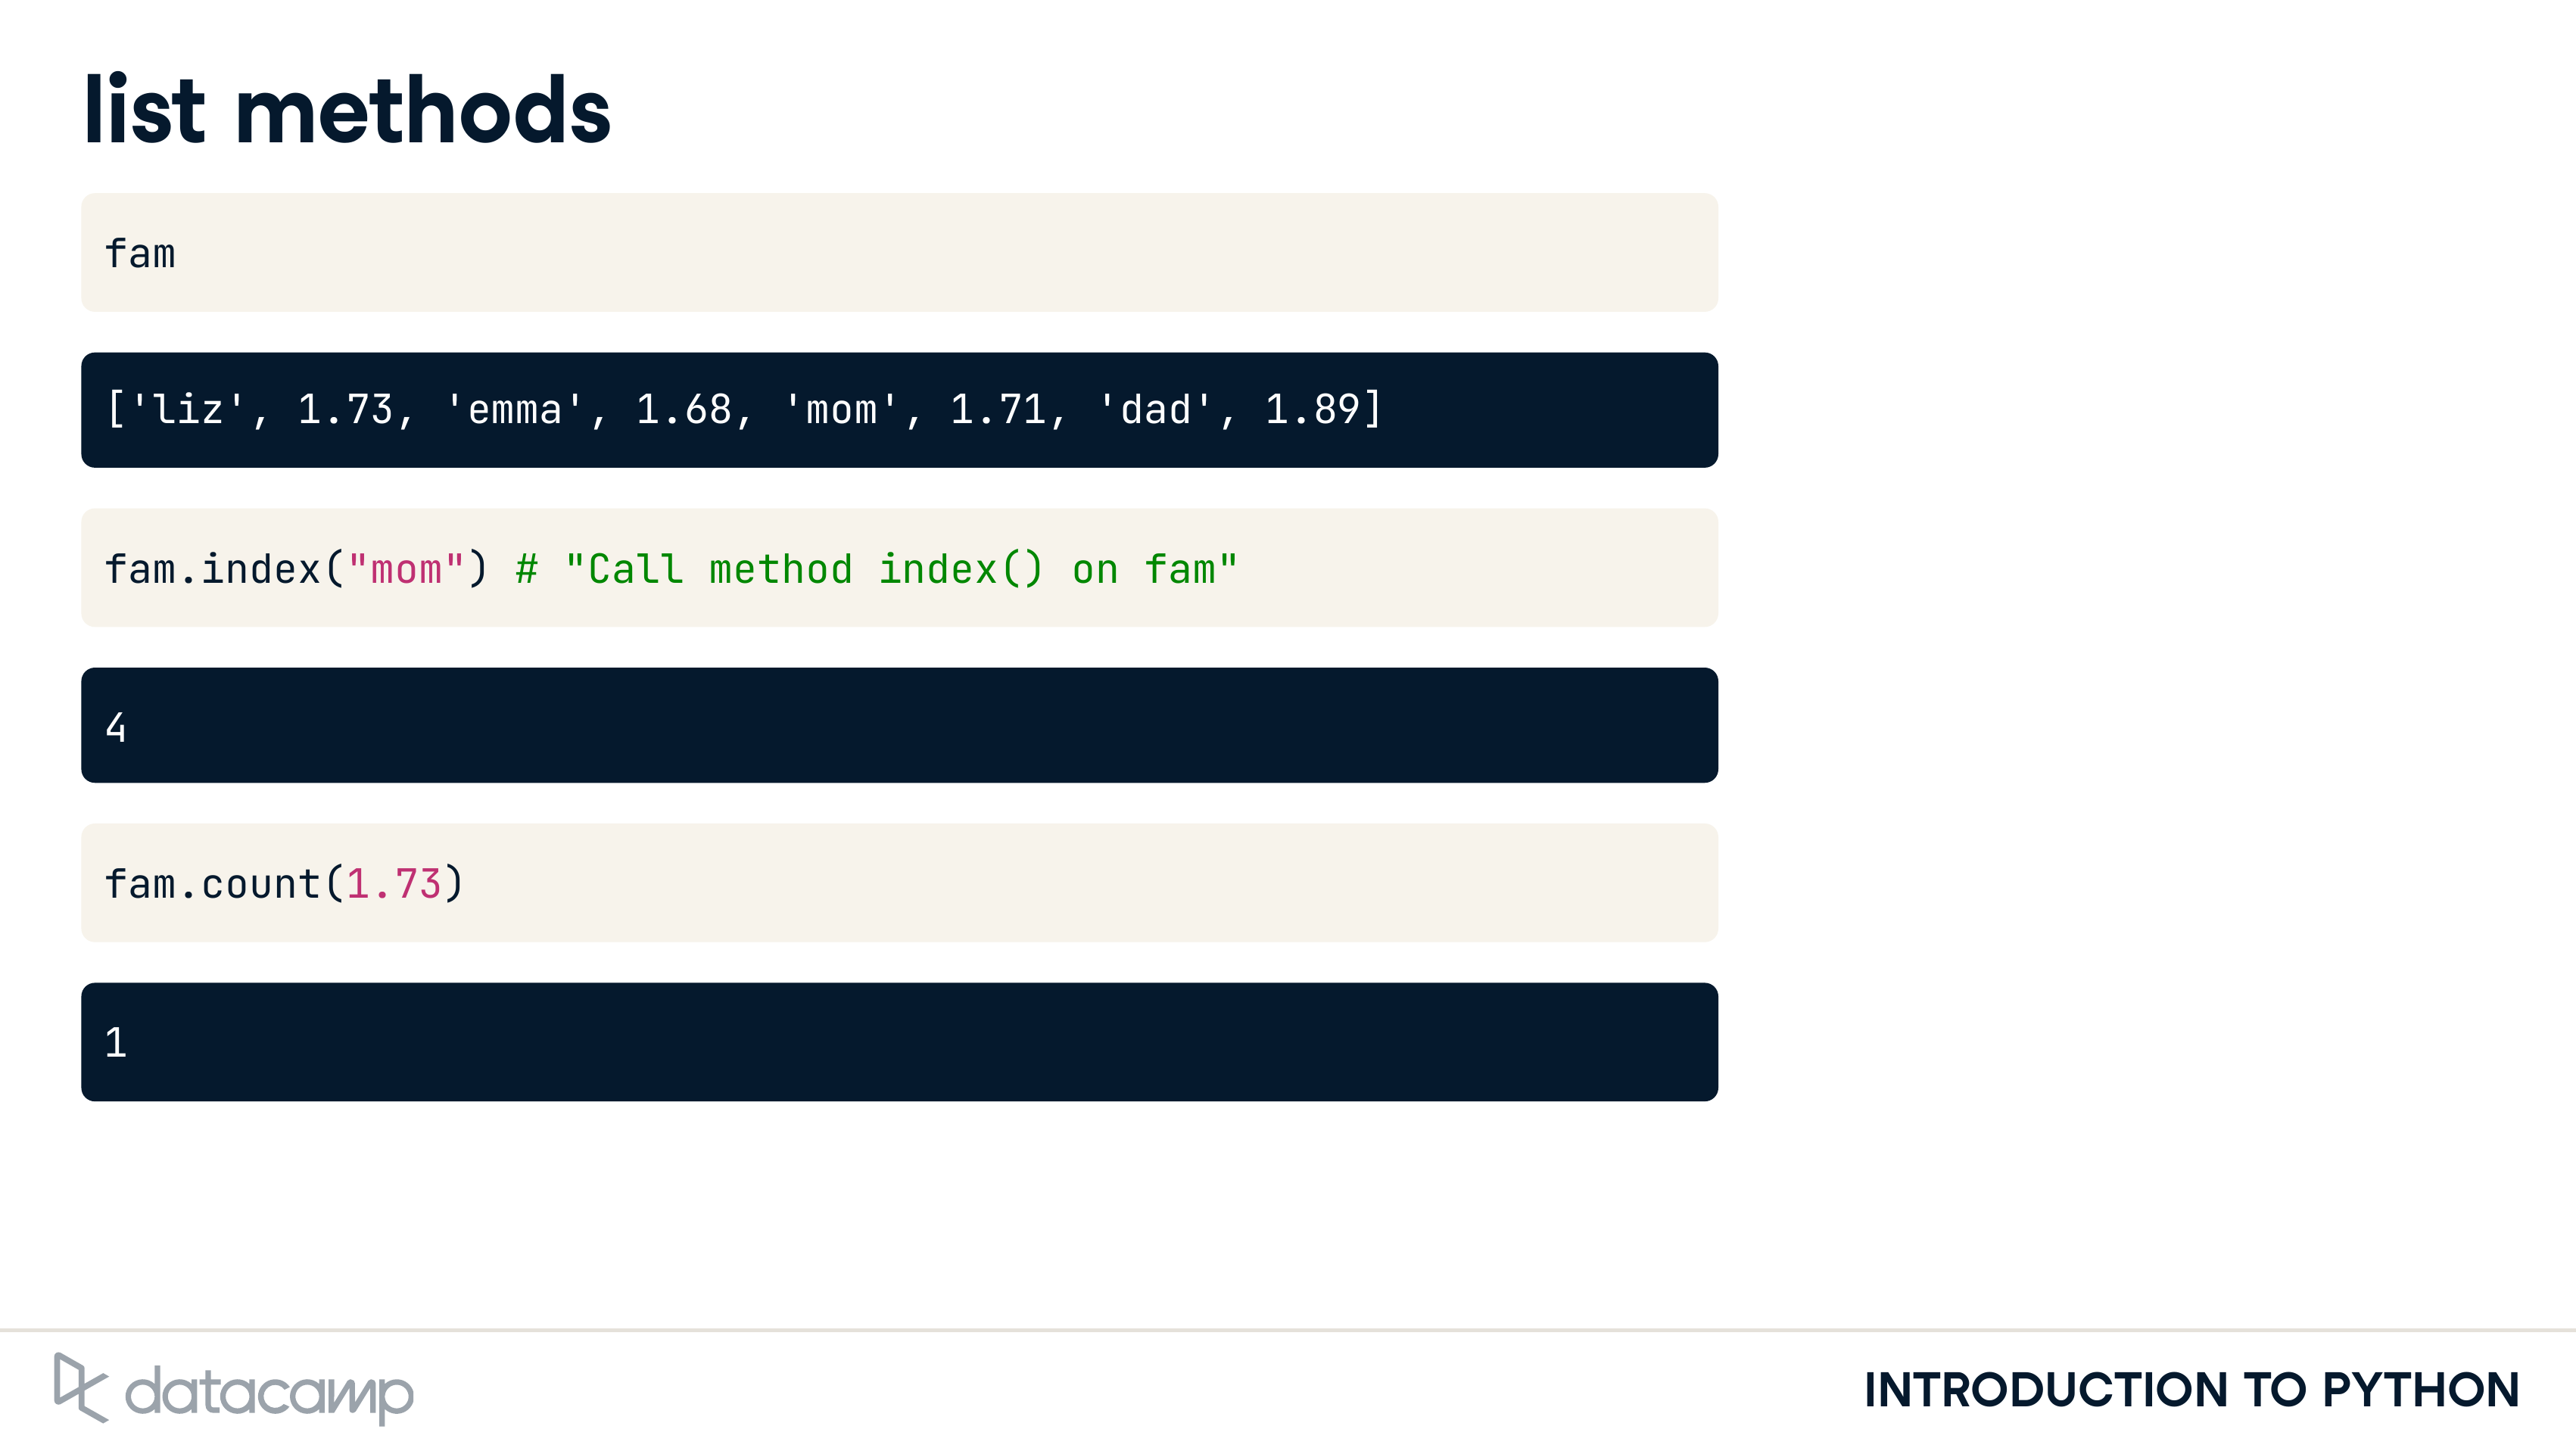 list methods
fam
['liz', 1.73, 'emma', 1.68, 'mom', 1.71, 'dad', 1.89]
fam.index("mom") # "Call method index() on fam"
4
fam.count(1.73)
1
datacamp
INTRODUCTION TO PYTHON